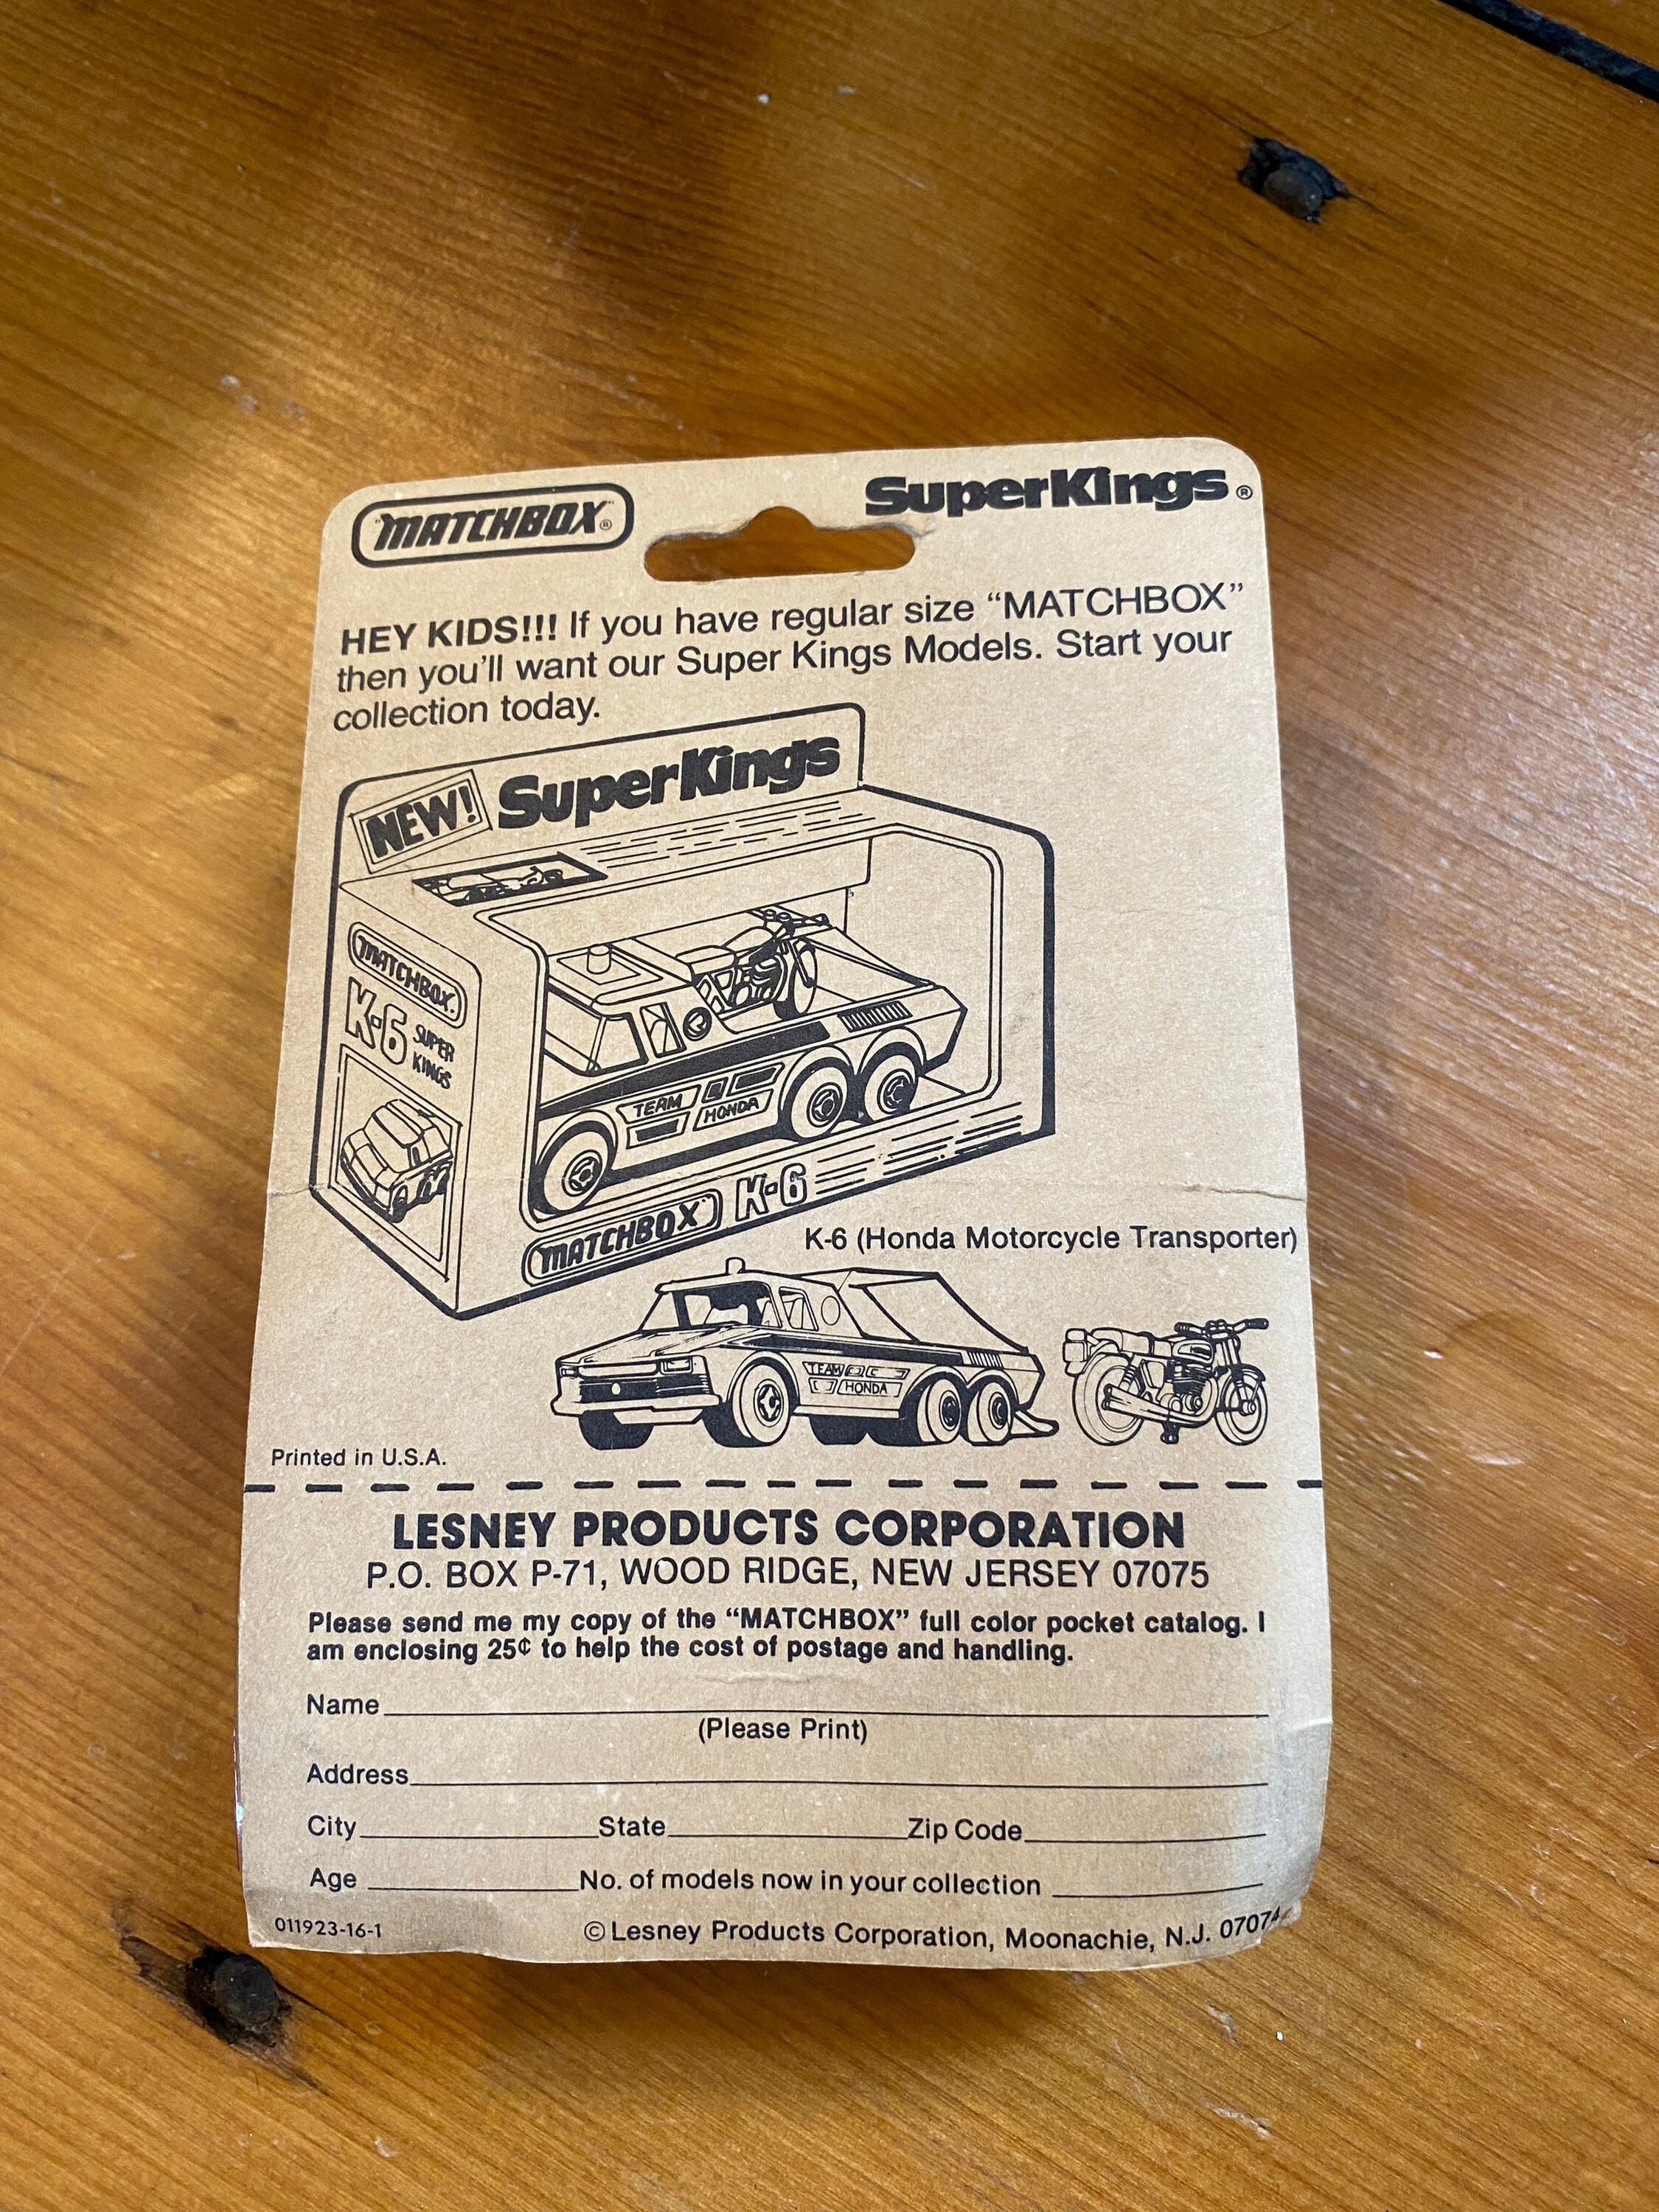 "MATCHBOX"®
SuperKings®
HEY KIDS!!! If you have regular size “MATCHBOX”
then you’ll want our Super Kings Models. Start your
collection today.
NEW! SuperKings
MATCHBOX
K-6 SUPER
KINGS
TEAM
HONDA
"MATCHBOX" K-6
K-6 (Honda Motorcycle Transporter)
TEAM
HONDA
Printed in U.S.A.
LESNEY PRODUCTS CORPORATION
P.O. BOX P-71, WOOD RIDGE, NEW JERSEY 07075
Please send me my copy of the “MATCHBOX” full color pocket catalog. I
am enclosing 25¢ to help the cost of postage and handling.
Name
(Please Print)
Address
City State Zip Code
Age No. of models now in your collection
011923-16-1
© Lesney Products Corporation, Moonachie, N.J. 07074